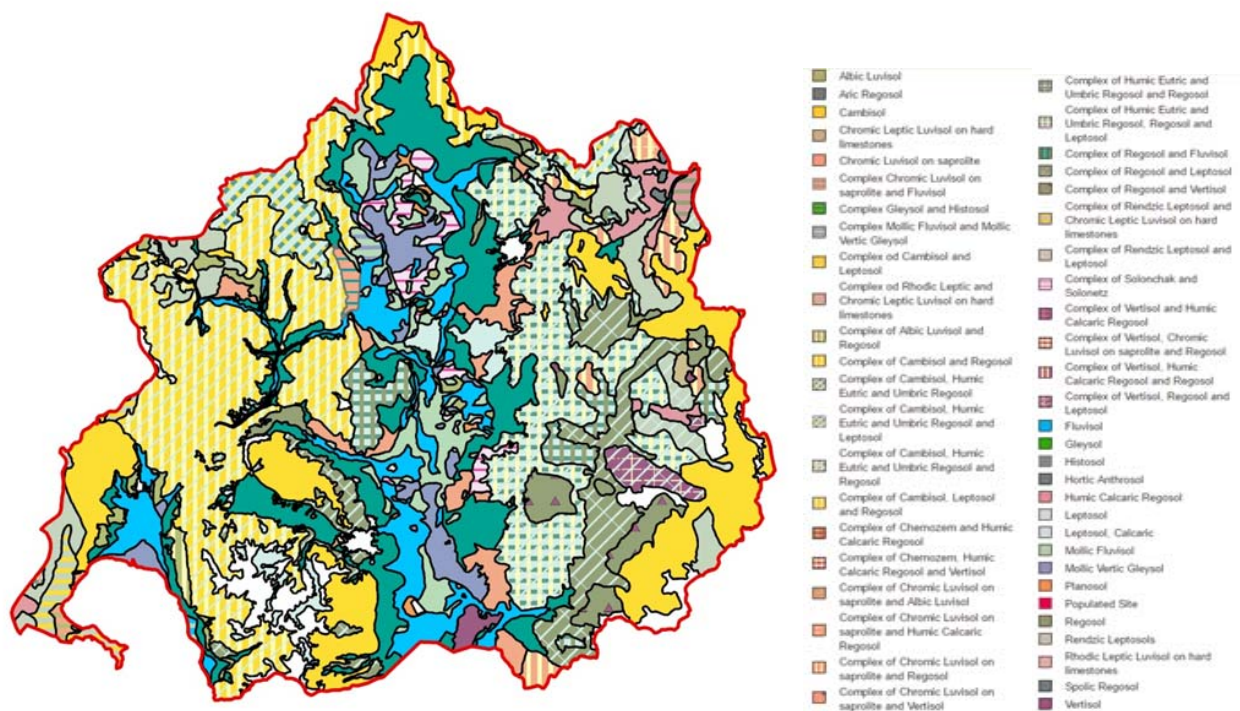 Albic Luvisol
Aric Regosol
Cambisol
Chromic Leptic Luvisol on hard
limestones
Chromic Luvisol on saprolite
Complex Chromic Luvisol on
saprolite and Fluvisol
Complex Gleysol and Histosol
Complex Mollic Fluvisol and Mollic
Vertic Gleysol
Complex od Cambisol and
Leptosol
Complex od Rhodic Leptic and
Chromic Leptic Luvisol on hard
limestones
Complex of Albic Luvisol and
Regosol
Complex of Cambisol and Regosol
Complex of Cambisol, Humic
Eutric and Umbric Regosol
Complex of Cambisol, Humic
Eutric and Umbric Regosol and
Leptosol
Complex of Cambisol, Humic
Eutric and Umbric Regosol and
Regosol
Complex of Cambisol, Leptosol
and Regosol
Complex of Chernozem and Humic
Calcaric Regosol
Complex of Chernozem, Humic
Calcaric Regosol and Vertisol
Complex of Chromic Luvisol on
saprolite and Albic Luvisol
Complex of Chromic Luvisol on
saprolite and Humic Calcaric
Regosol
Complex of Chromic Luvisol on
saprolite and Regosol
Complex of Chromic Luvisol on
saprolite and Vertisol
Complex of Humic Eutric and
Umbric Regosol and Regosol
Complex of Humic Eutric and
Umbric Regosol, Regosol and
Leptosol
Complex of Regosol and Fluvisol
Complex of Regosol and Leptosol
Complex of Regosol and Vertisol
Complex of Rendzic Leptosol and
Chromic Leptic Luvisol on hard
limestones
Complex of Rendzic Leptosol and
Leptosol
Complex of Solonchak and
Solonetz
Complex of Vertisol and Humic
Calcaric Regosol
Complex of Vertisol, Chromic
Luvisol on saprolite and Regosol
Complex of Vertisol, Humic
Calcaric Regosol and Regosol
Complex of Vertisol, Regosol and
Leptosol
Fluvisol
Gleysol
Histosol
Hortic Anthrosol
Humic Calcaric Regosol
Leptosol
Leptosol, Calcaric
Mollic Fluvisol
Mollic Vertic Gleysol
Planosol
Populated Site
Regosol
Rendzic Leptosols
Rhodic Leptic Luvisol on hard
limestones
Spolic Regosol
Vertisol